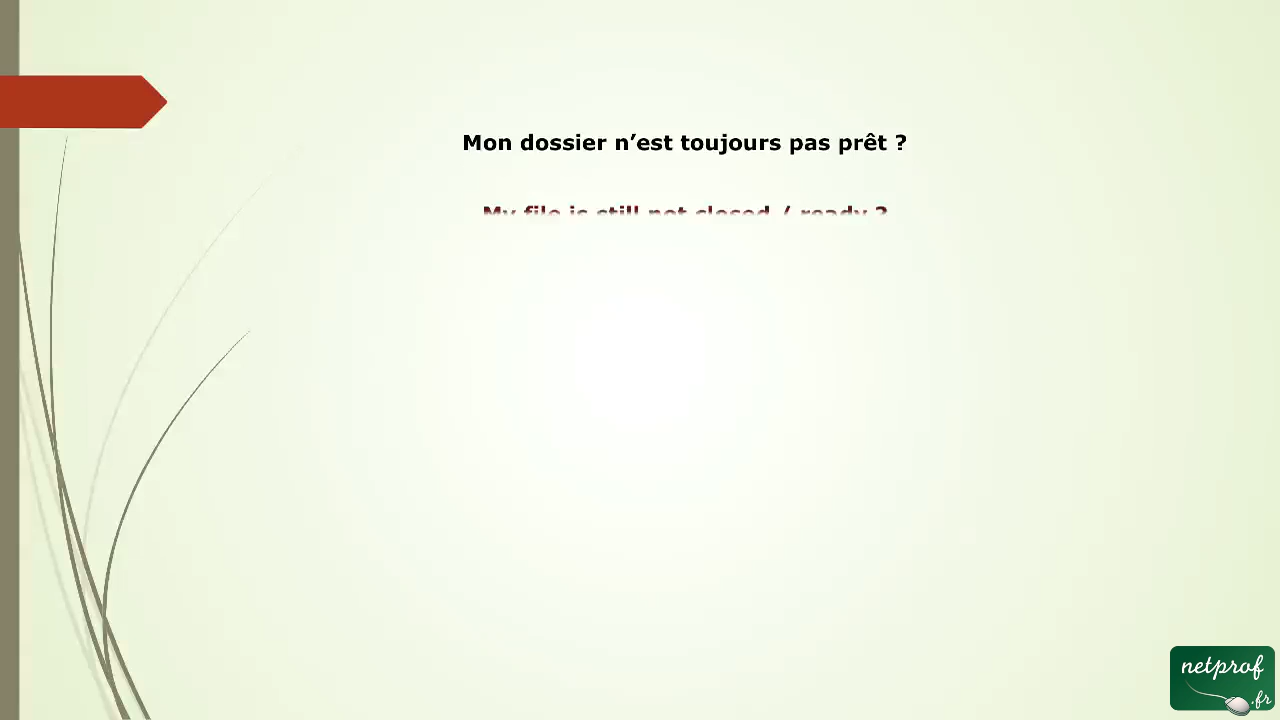 Mon dossier n’est toujours pas prêt ?
My file is still not closed / ready ?
netprof
.fr